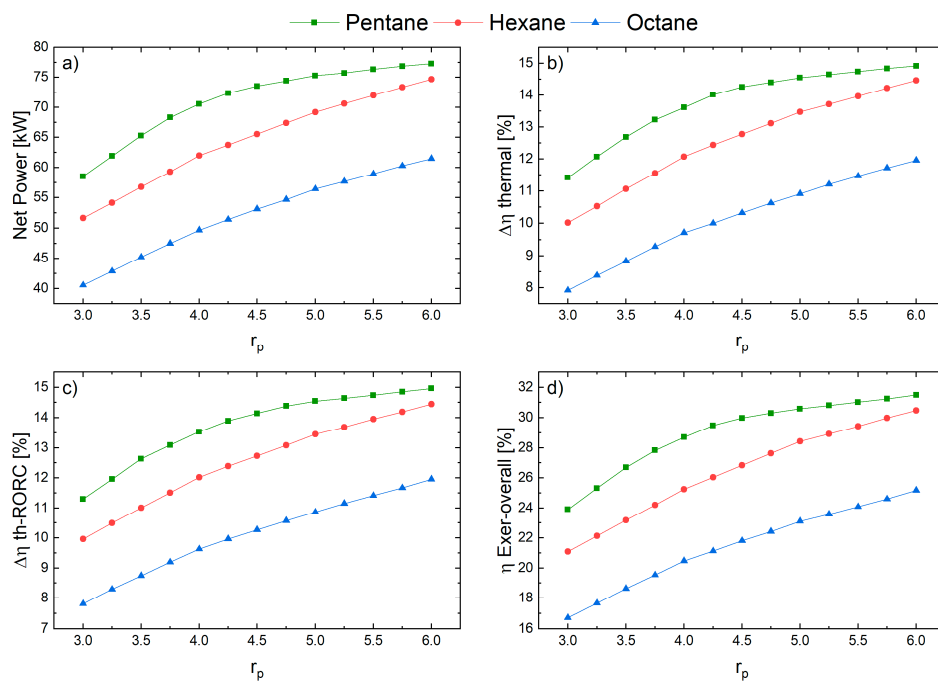 Pentane Hexane Octane
a)
Net Power [kW]
80
75
70
65
60
55
50
45
40
3.0 3.5 4.0 4.5 5.0 5.5 6.0
r_p
b)
Δη thermal [%]
15
14
13
12
11
10
9
8
3.0 3.5 4.0 4.5 5.0 5.5 6.0
r_p
c)
Δη th-RORC [%]
15
14
13
12
11
10
9
8
7
3.0 3.5 4.0 4.5 5.0 5.5 6.0
r_p
d)
η Exer-overall [%]
32
30
28
26
24
22
20
18
16
3.0 3.5 4.0 4.5 5.0 5.5 6.0
r_p